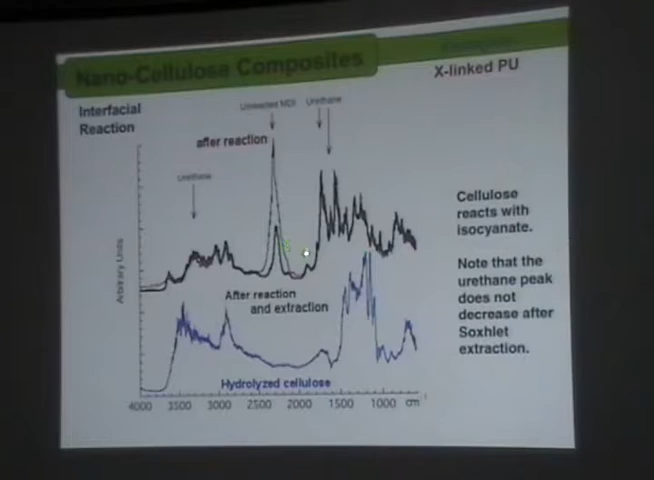 Nano-Cellulose Composites
X-linked PU
Interfacial
Reaction
Unreacted MDI
Urethane
after reaction
Urethane
Arbitrary Units
After reaction
and extraction
Hydrolyzed cellulose
4000 3500 3000 2500 2000 1500 1000 cm
Cellulose
reacts with
isocyanate.
Note that the
urethane peak
does not
decrease after
Soxhlet
extraction.